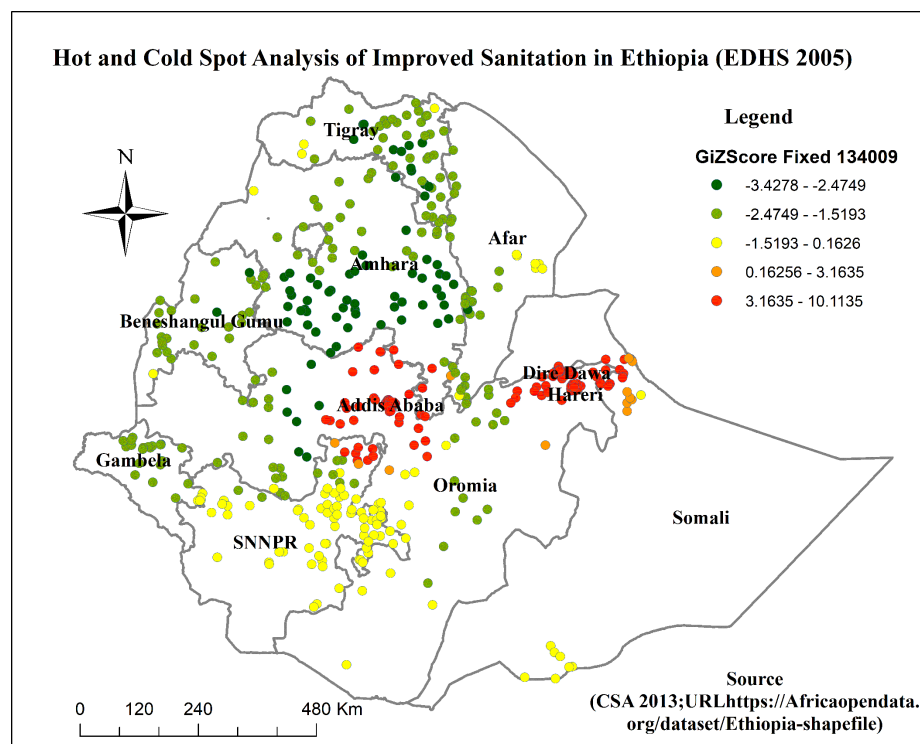 Hot and Cold Spot Analysis of Improved Sanitation in Ethiopia (EDHS 2005)
Legend
GiZScore Fixed 134009
-3.4278 - -2.4749
-2.4749 - -1.5193
-1.5193 - 0.1626
0.16256 - 3.1635
3.1635 - 10.1135
N
Tigray
Afar
Amhara
Beneshangul Gumu
Dire Dawa
Hareri
Addis Ababa
Gambela
Oromia
Somali
SNNPR
Source
(CSA 2013;URLhttps://Africaopendata.
org/dataset/Ethiopia-shapefile)
0 120 240 480 Km